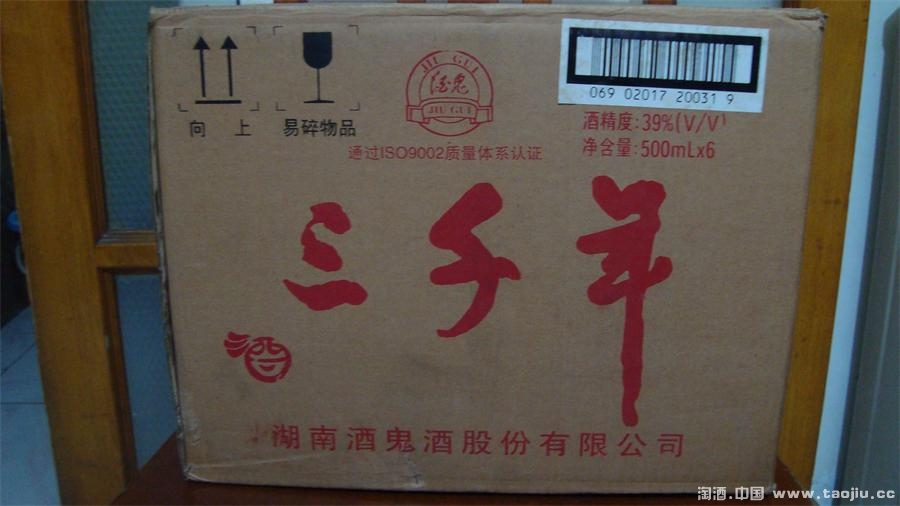 向 上
易碎物品
JIU GUI
酒鬼
JIU GUI
通过ISO9002质量体系认证
069 02017 20031 9
酒精度:39%(V/V)
净含量:500mLx6
三千年
酒
湖南酒鬼酒股份有限公司
淘酒.中国 www.taojiu.cc